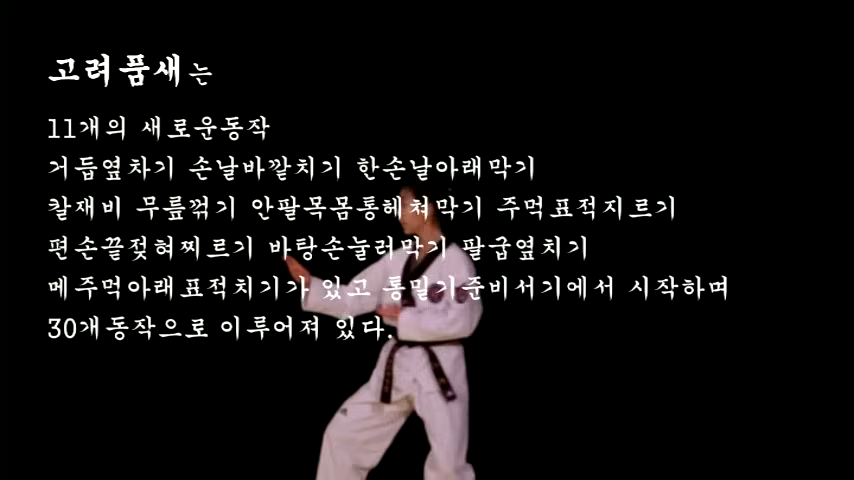 고려품새는
11개의 새로운동작
거듭옆차기 손날바깥치기 한손날아래막기
칼재비 무릎꺾기 안팔목몸통헤쳐막기 주먹표적지르기
편손끝젖혀찌르기 바탕손눌러막기 팔굽옆치기
메주먹아래표적치기가 있고 통밀기준비서기에서 시작하며
30개동작으로 이루어져 있다.